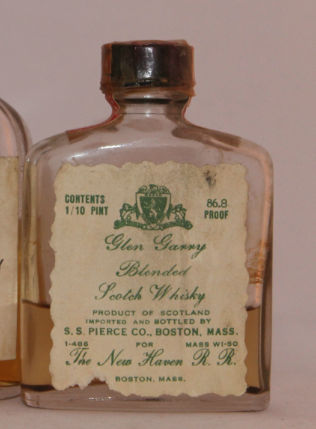 CONTENTS
1/10 PINT
86.8
PROOF
Glen Garry
Blended
Scotch Whisky
PRODUCT OF SCOTLAND
IMPORTED AND BOTTLED BY
S. S. PIERCE CO., BOSTON, MASS.
1-486 FOR MASS WI-50
The New Haven R. R.
BOSTON, MASS.